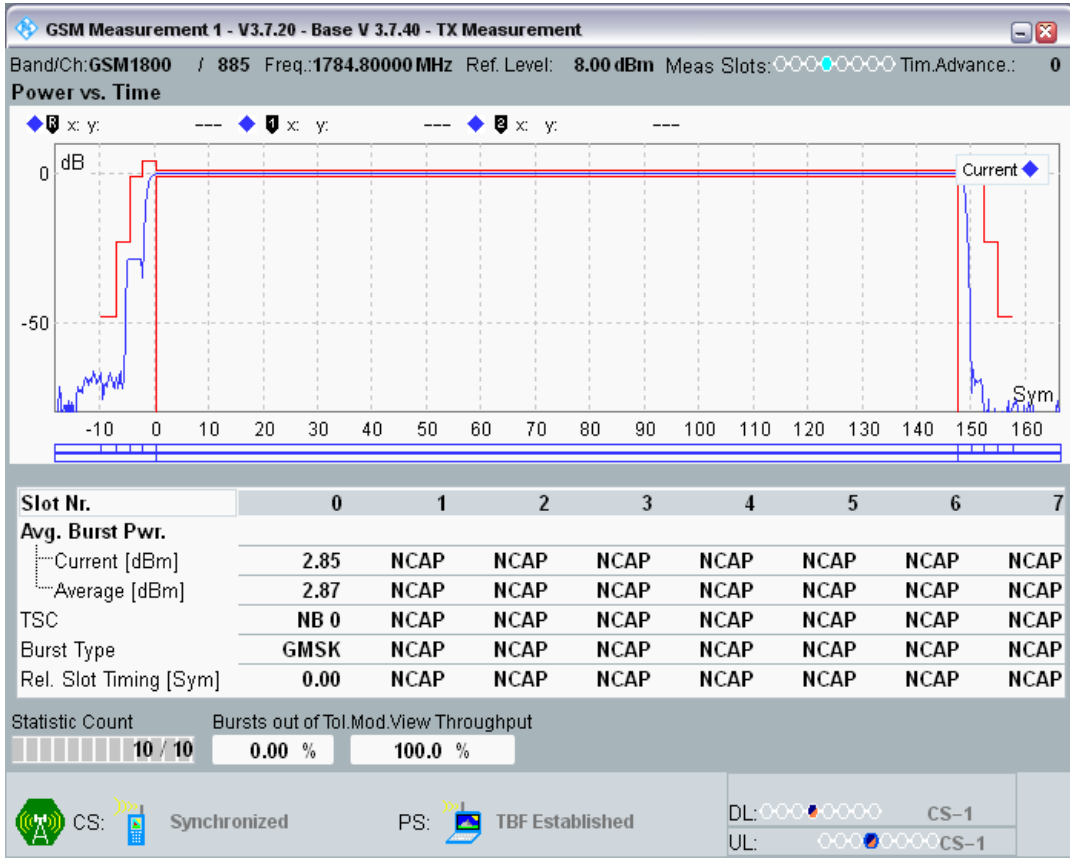 GSM Measurement 1 - V3.7.20 - Base V 3.7.40 - TX Measurement
Band/Ch:GSM1800 / 885 Freq.:1784.80000 MHz Ref. Level: 8.00 dBm Meas Slots: Tim.Advance.: 0
Power vs. Time
R x: y: --- 1 x: y: --- 2 x: y: ---
dB
Current
0
-50
Sym
-10 0 10 20 30 40 50 60 70 80 90 100 110 120 130 140 150 160
Slot Nr. 0 1 2 3 4 5 6 7
Avg. Burst Pwr.
Current [dBm] 2.85 NCAP NCAP NCAP NCAP NCAP NCAP NCAP
Average [dBm] 2.87 NCAP NCAP NCAP NCAP NCAP NCAP NCAP
TSC NB 0 NCAP NCAP NCAP NCAP NCAP NCAP NCAP
Burst Type GMSK NCAP NCAP NCAP NCAP NCAP NCAP NCAP
Rel. Slot Timing [Sym] 0.00 NCAP NCAP NCAP NCAP NCAP NCAP NCAP
Statistic Count Bursts out of Tol. Mod.View Throughput
10 / 10 0.00 % 100.0 %
CS: Synchronized PS: TBF Established
DL: CS-1
UL: CS-1